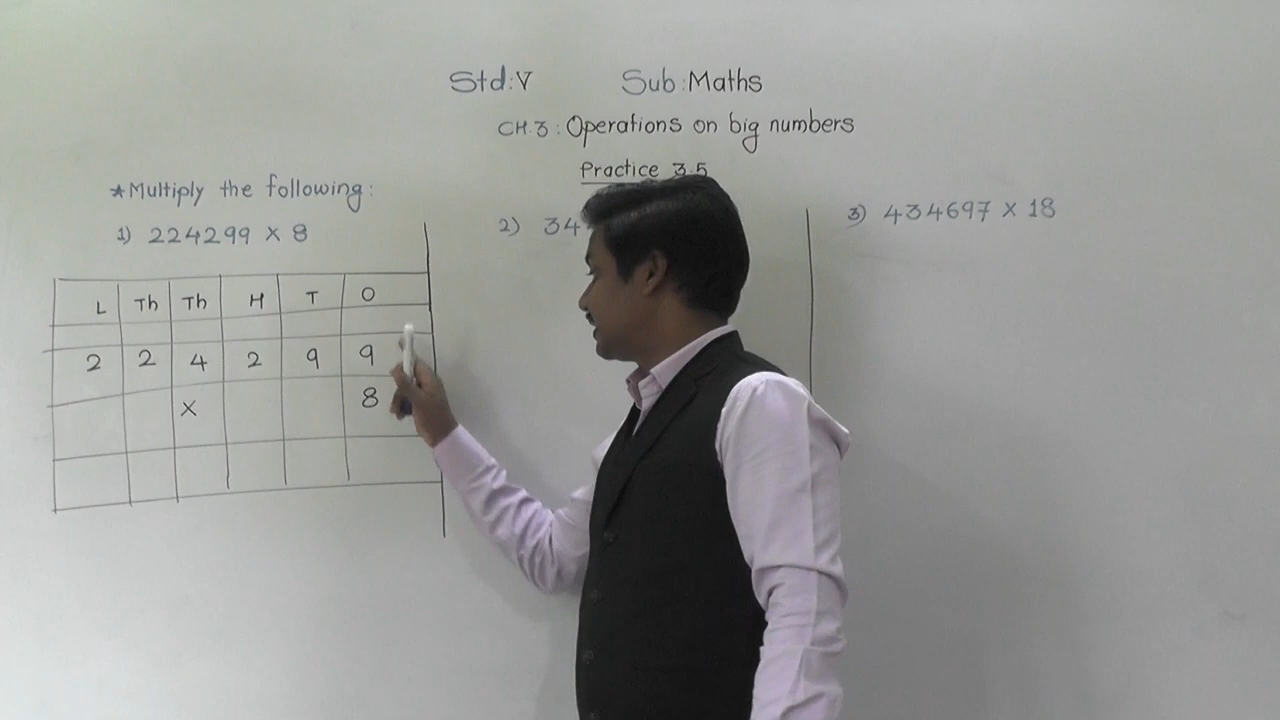 Std: V Sub: Maths
CH.3: Operations on big numbers
Practice 3.5
*Multiply the following:
1) 224299 × 8
L Th Th H T O
2 2 4 2 9 9
× 8
2) 34
3) 434697 × 18